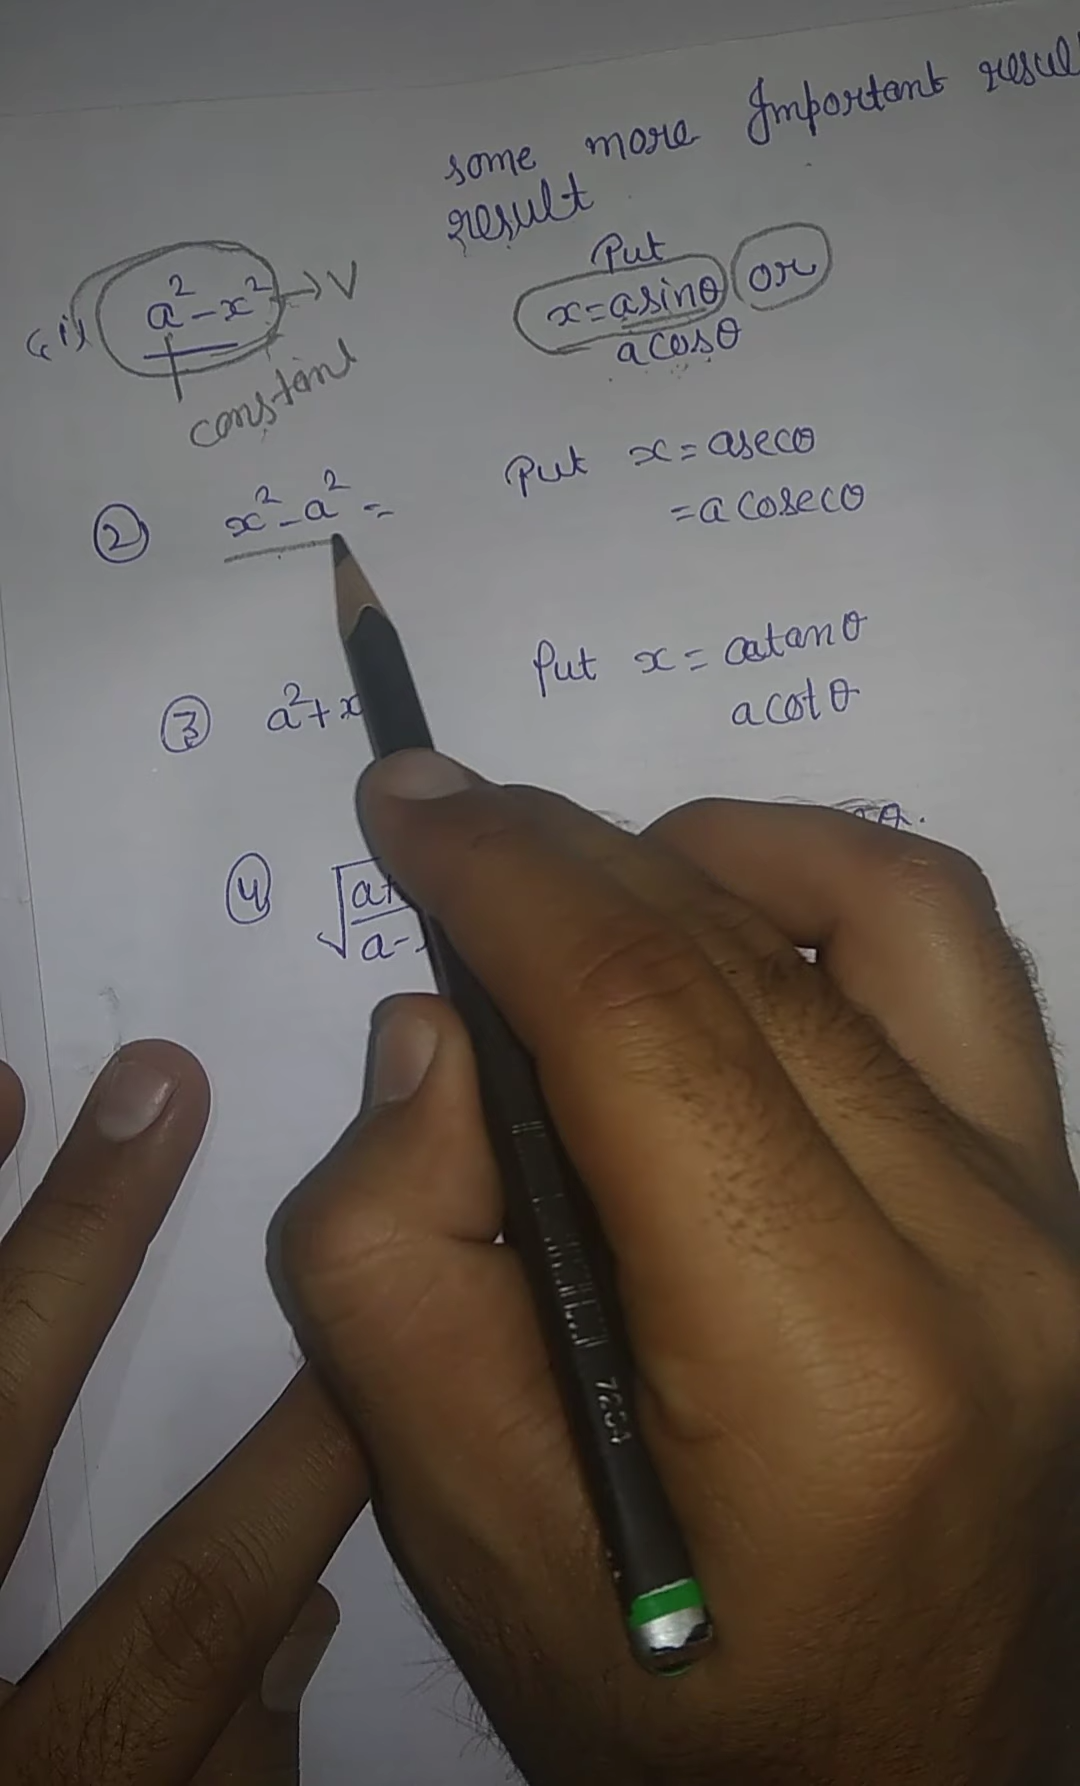 some more Important resul
result
(i) a² - x² → V
constant
Put
x = asinθ or
acosθ
② x² - a² =
Put x = asecθ
= a cosecθ
③ a² + x
Put x = atanθ
acotθ
④ √a+
a-
7204